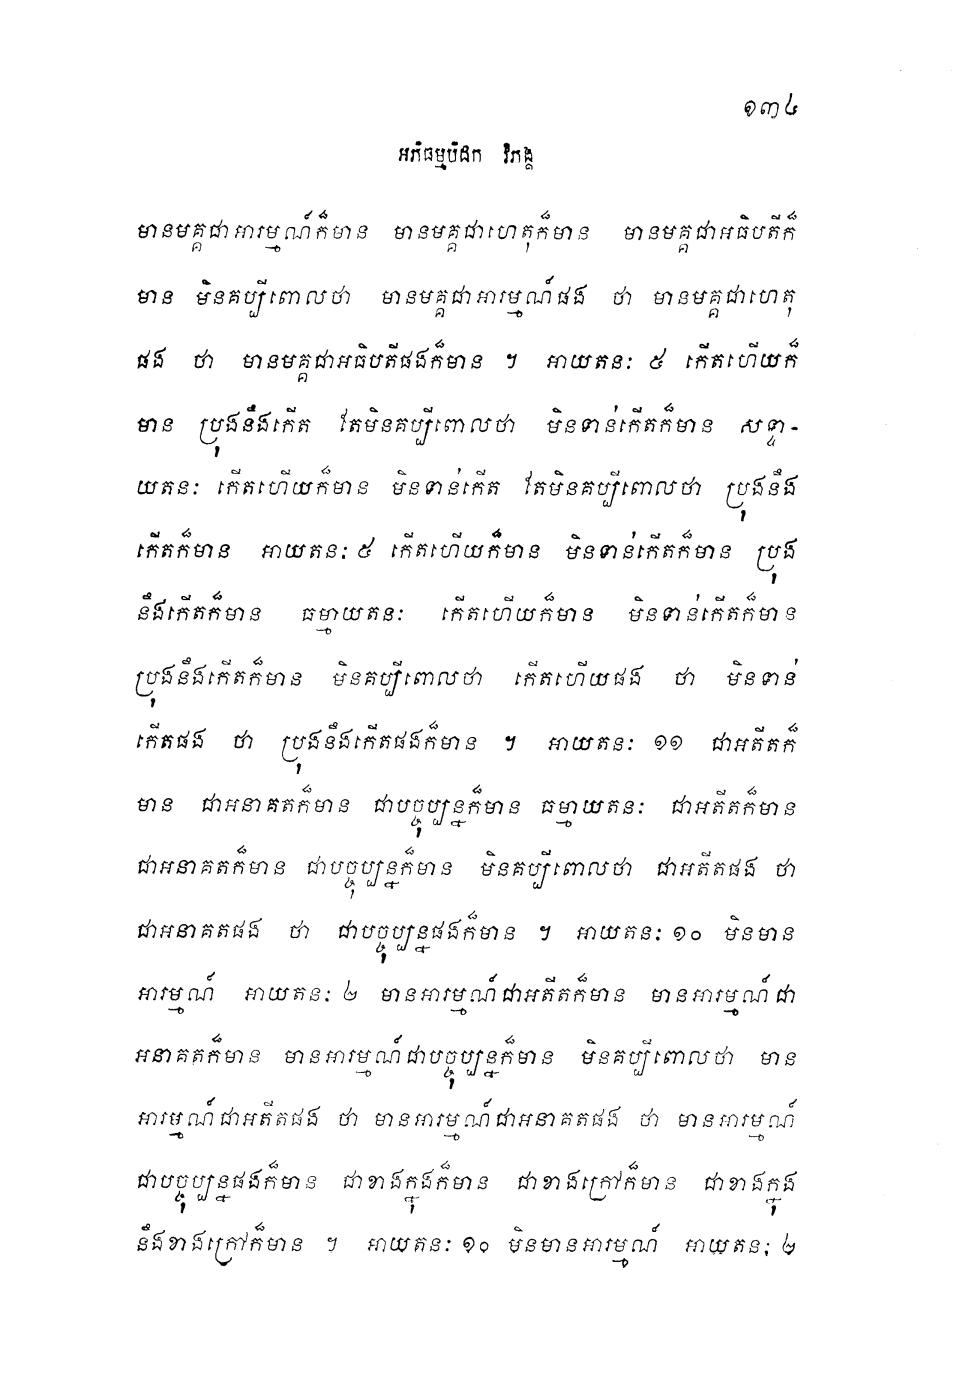 ១៣៤
អភិធម្មបិដក វិភង្គ
មានមគ្គជាអារម្មណ៍ក៏មាន មានមគ្គជាហេតុក៏មាន មានមគ្គជាអធិបតីក៏
មាន មិនគប្បីពោលថា មានមគ្គជាអារម្មណ៍ផង ថា មានមគ្គជាហេតុ
ផង ថា មានមគ្គជាអធិបតីផងក៏មាន ។ អាយតនៈ ៥ កើតហើយក៏
មាន ប្រុងនឹងកើត តែមិនគប្បីពោលថា មិនទាន់កើតក៏មាន សទ្ទា-
យតនៈ កើតហើយក៏មាន មិនទាន់កើត តែមិនគប្បីពោលថា ប្រុងនឹង
កើតក៏មាន អាយតនៈ ៥ កើតហើយក៏មាន មិនទាន់កើតក៏មាន ប្រុង
នឹងកើតក៏មាន ធម្មាយតនៈ កើតហើយក៏មាន មិនទាន់កើតក៏មាន
ប្រុងនឹងកើតក៏មាន មិនគប្បីពោលថា កើតហើយផង ថា មិនទាន់
កើតផង ថា ប្រុងនឹងកើតផងក៏មាន ។ អាយតនៈ ១១ ជាអតីតក៏
មាន ជាអនាគតក៏មាន ជាបច្ចុប្បន្នក៏មាន ធម្មាយតនៈ ជាអតីតក៏មាន
ជាអនាគតក៏មាន ជាបច្ចុប្បន្នក៏មាន មិនគប្បីពោលថា ជាអតីតផង ថា
ជាអនាគតផង ថា ជាបច្ចុប្បន្នផងក៏មាន ។ អាយតនៈ ១០ មិនមាន
អារម្មណ៍ អាយតនៈ ២ មានអារម្មណ៍ជាអតីតក៏មាន មានអារម្មណ៍ជា
អនាគតក៏មាន មានអារម្មណ៍ជាបច្ចុប្បន្នក៏មាន មិនគប្បីពោលថា មាន
អារម្មណ៍ជាអតីតផង ថា មានអារម្មណ៍ជាអនាគតផង ថា មានអារម្មណ៍
ជាបច្ចុប្បន្នផងក៏មាន ជាខាងក្នុងក៏មាន ជាខាងក្រៅក៏មាន ជាខាងក្នុង
នឹងខាងក្រៅក៏មាន ។ អាយតនៈ ១០ មិនមានអារម្មណ៍ អាយតនៈ ២